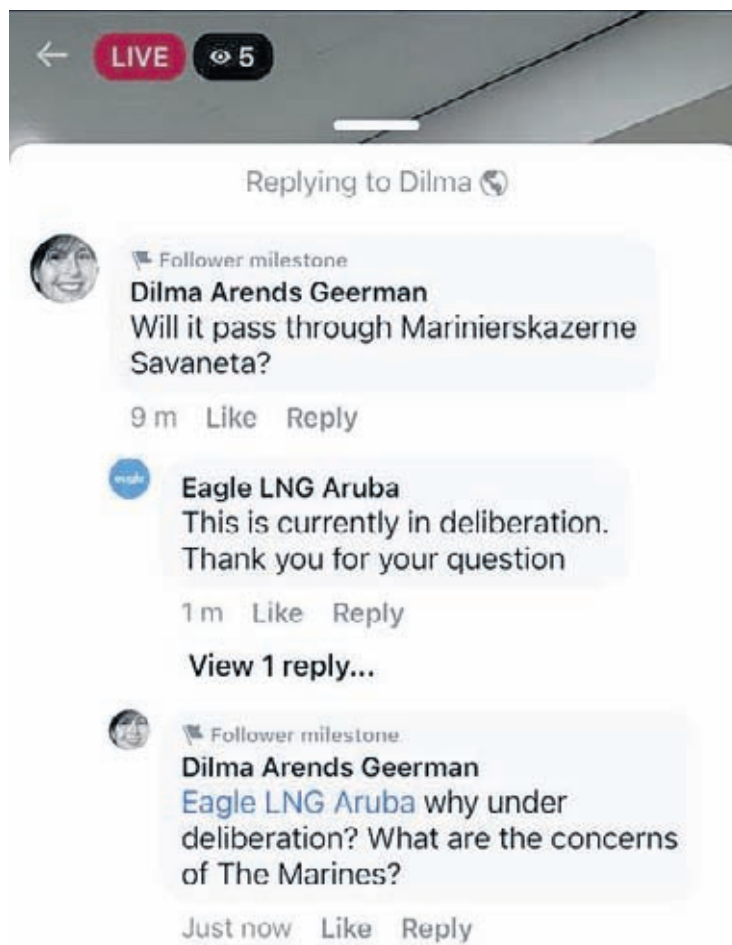 LIVE 5
Replying to Dilma
Follower milestone
Dilma Arends Geerman
Will it pass through Marinierskazerne
Savaneta?
9 m Like Reply
eagle
Eagle LNG Aruba
This is currently in deliberation.
Thank you for your question
1 m Like Reply
View 1 reply...
Follower milestone
Dilma Arends Geerman
Eagle LNG Aruba why under
deliberation? What are the concerns
of The Marines?
Just now Like Reply